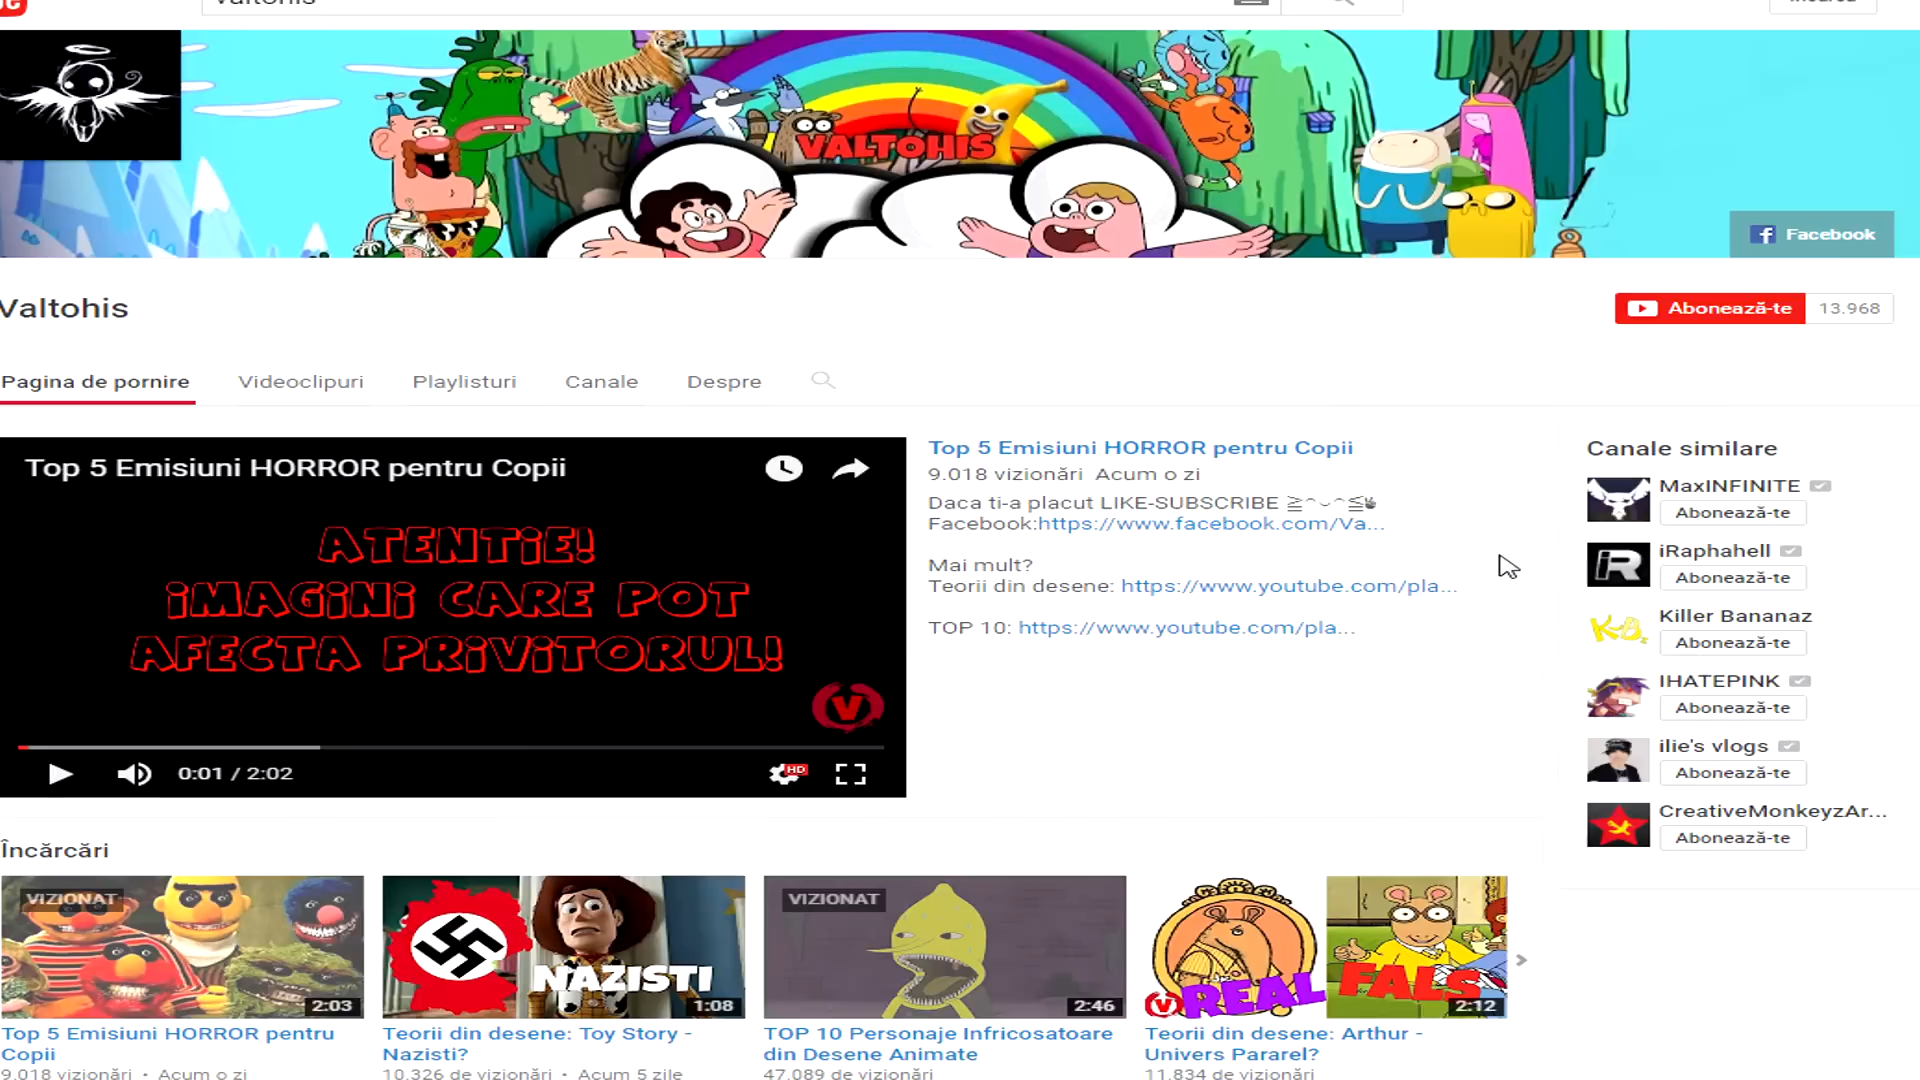 VALTOHIS
Facebook
Valtohis
Abonează-te 13.968
Pagina de pornire Videoclipuri Playlisturi Canale Despre
Top 5 Emisiuni HORROR pentru Copii
ATENTiE!
iMAGiNi CARE POT
AFECTA PRiViTORUL!
V
0:01 / 2:02
HD
Top 5 Emisiuni HORROR pentru Copii
9.018 vizionări Acum o zi
Daca ti-a placut LIKE-SUBSCRIBE
Facebook:https://www.facebook.com/Va...
Mai mult?
Teorii din desene: https://www.youtube.com/pla...
TOP 10: https://www.youtube.com/pla...
Canale similare
MaxINFINITE
Abonează-te
iR
iRaphahell
Abonează-te
Killer Bananaz
Abonează-te
IHATEPINK
Abonează-te
ilie's vlogs
Abonează-te
CreativeMonkeyzAr...
Abonează-te
Încărcări
VIZIONAT
2:03
Top 5 Emisiuni HORROR pentru
Copii
9.018 vizionări • Acum o zi
NAZISTI
1:08
Teorii din desene: Toy Story -
Nazisti?
10.326 de vizionări • Acum 5 zile
VIZIONAT
2:46
TOP 10 Personaje Infricosatoare
din Desene Animate
47.089 de vizionări
V REAL
FALS
2:12
Teorii din desene: Arthur -
Univers Pararel?
11.834 de vizionări